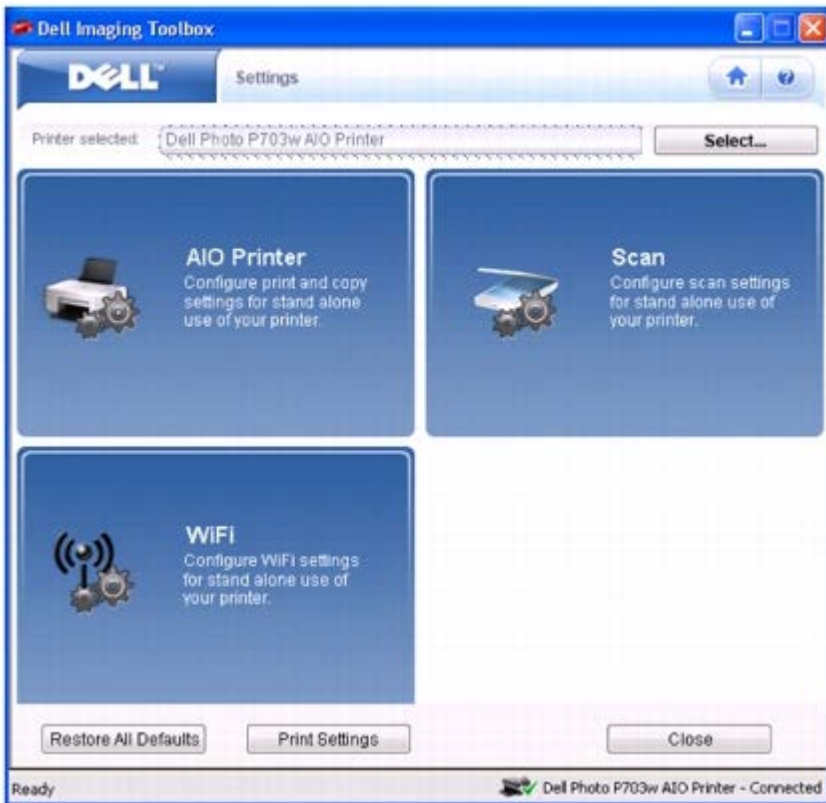 Dell Imaging Toolbox
DELL™
Settings
Printer selected:
Dell Photo P703w AIO Printer
Select...
AIO Printer
Configure print and copy
settings for stand alone
use of your printer.
Scan
Configure scan settings
for stand alone use of
your printer.
WiFi
Configure WiFi settings
for stand alone use of
your printer.
Restore All Defaults
Print Settings
Close
Ready
Dell Photo P703w AIO Printer - Connected